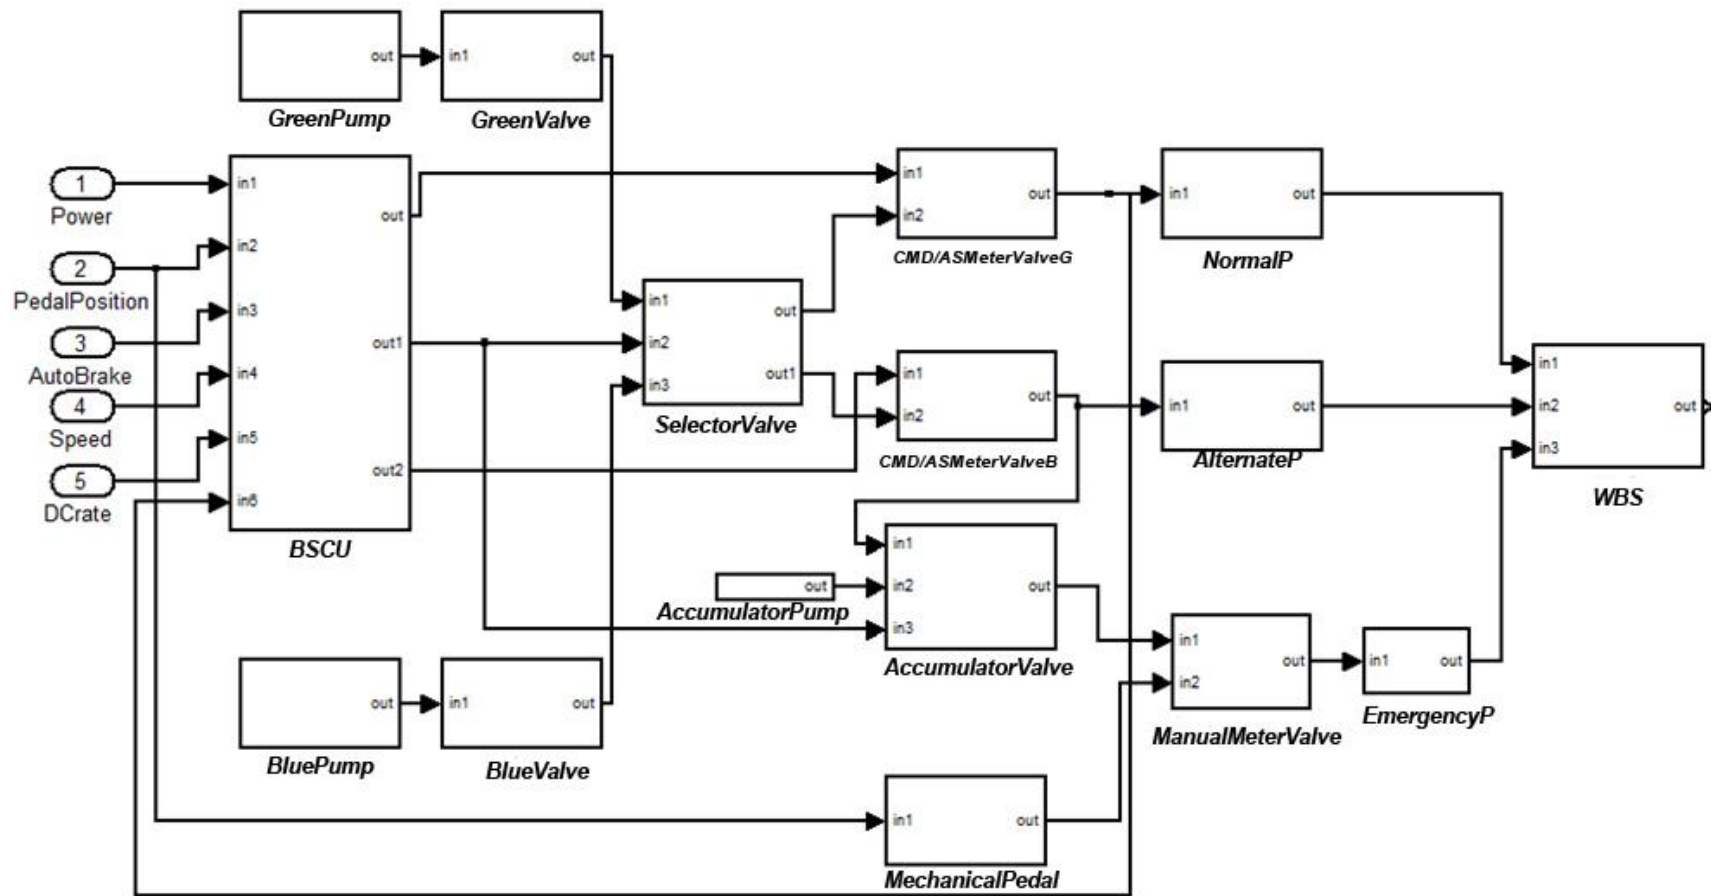 out
in1
out
GreenPump
GreenValve
1
Power
2
PedalPosition
3
AutoBrake
4
Speed
5
DCrate
in1
in2
in3
in4
in5
in6
out
out1
out2
BSCU
in1
in2
in3
out
out1
SelectorValve
in1
in2
out
CMD/ASMeterValveG
in1
out
NormalP
in1
in2
out
CMD/ASMeterValveB
in1
out
AlternateP
in1
in2
in3
out
WBS
out
AccumulatorPump
in1
in2
in3
out
AccumulatorValve
in1
in2
out
ManualMeterValve
in1
out
EmergencyP
out
BluePump
in1
out
BlueValve
in1
out
MechanicalPedal